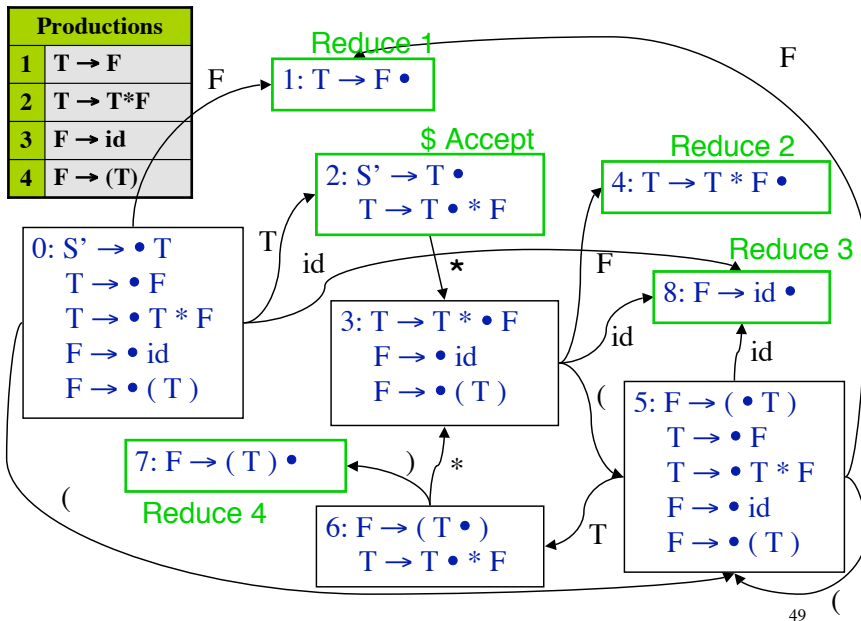 Productions
1 T → F
2 T → T*F
3 F → id
4 F → (T)
Reduce 1
1: T → F •
F
F
$ Accept
2: S’ → T •
T → T • * F
Reduce 2
4: T → T * F •
0: S’ → • T
T → • F
T → • T * F
F → • id
F → • ( T )
T
id
*
F
Reduce 3
8: F → id •
3: T → T * • F
F → • id
F → • ( T )
id
id
(
5: F → ( • T )
T → • F
T → • T * F
F → • id
F → • ( T )
7: F → ( T ) •
Reduce 4
)
*
(
6: F → ( T • )
T → T • * F
T
(
49